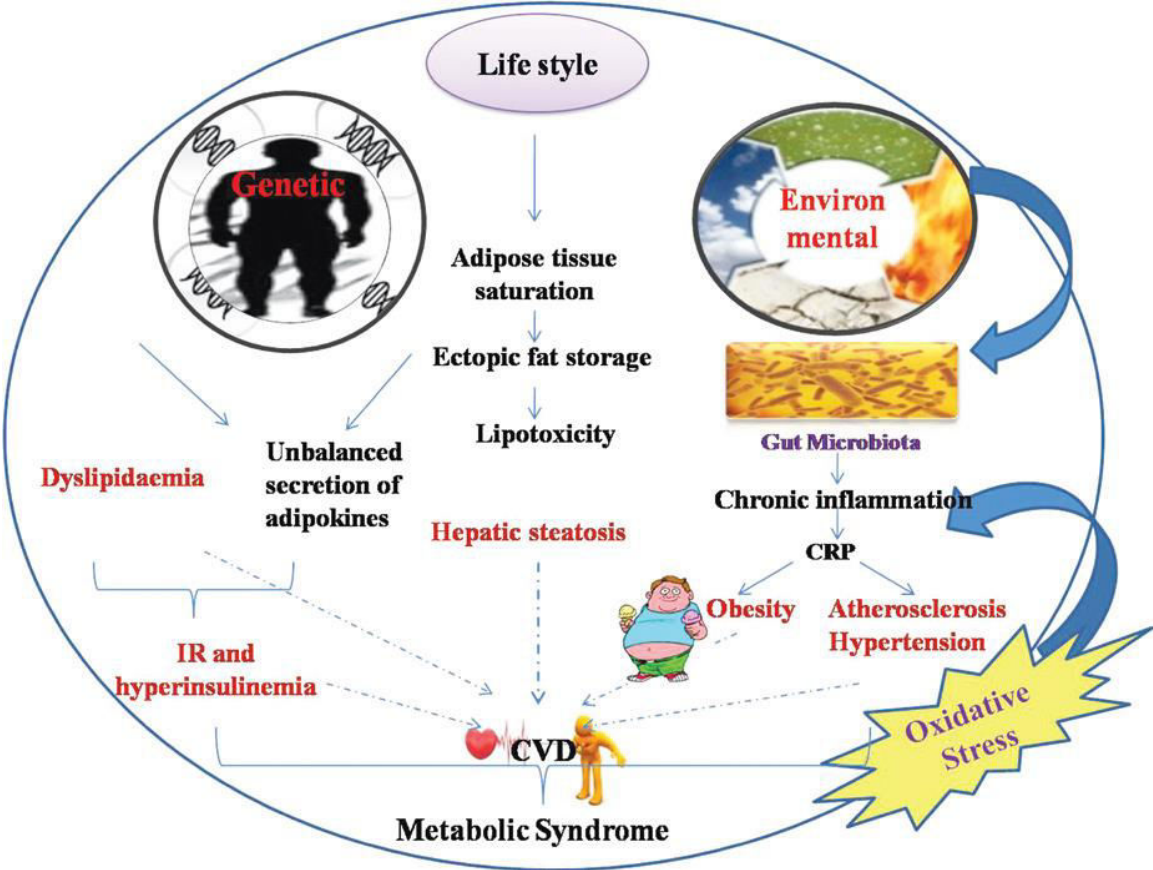 Life style
Genetic
Environ
mental
Adipose tissue
saturation
Ectopic fat storage
Lipotoxicity
Gut Microbiota
Dyslipidaemia
Unbalanced
secretion of
adipokines
Hepatic steatosis
Chronic inflammation
CRP
Obesity
Atherosclerosis
Hypertension
IR and
hyperinsulinemia
Oxidative
Stress
CVD
Metabolic Syndrome